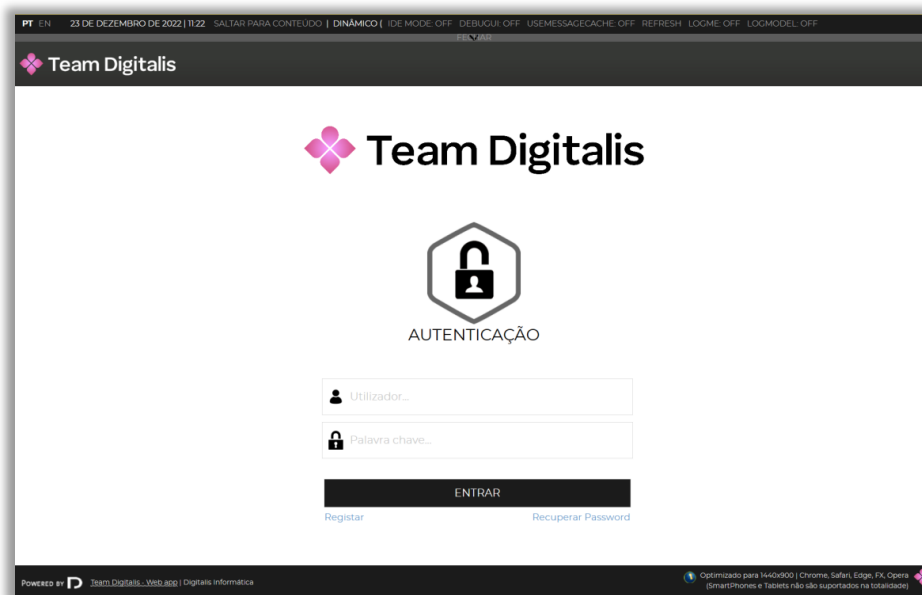 PT EN 23 DE DEZEMBRO DE 2022 | 11:22 SALTAR PARA CONTEÚDO | DINÂMICO ( IDE MODE: OFF DEBUGUI: OFF USEMESSAGECACHE: OFF REFRESH LOGME: OFF LOGMODEL: OFF
FECHAR
Team Digitalis
Team Digitalis
AUTENTICAÇÃO
Utilizador...
Palavra chave...
ENTRAR
Registar Recuperar Password
POWERED BY Team Digitalis - Web app | Digitalis Informática
Optimizado para 1440x900 | Chrome, Safari, Edge, FX, Opera
(SmartPhones e Tablets não são suportados na totalidade)